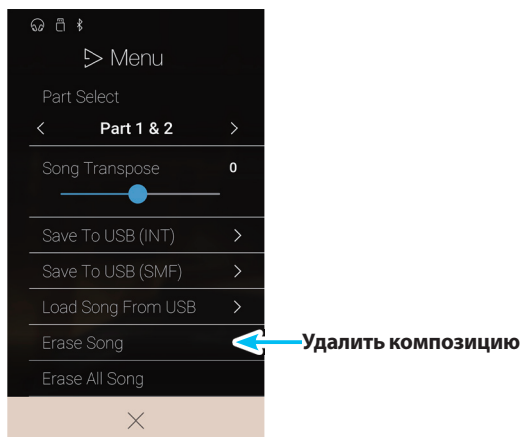 Menu
Part Select
< Part 1 & 2 >
Song Transpose 0
Save To USB (INT) >
Save To USB (SMF) >
Load Song From USB >
Erase Song
Удалить композицию
Erase All Song